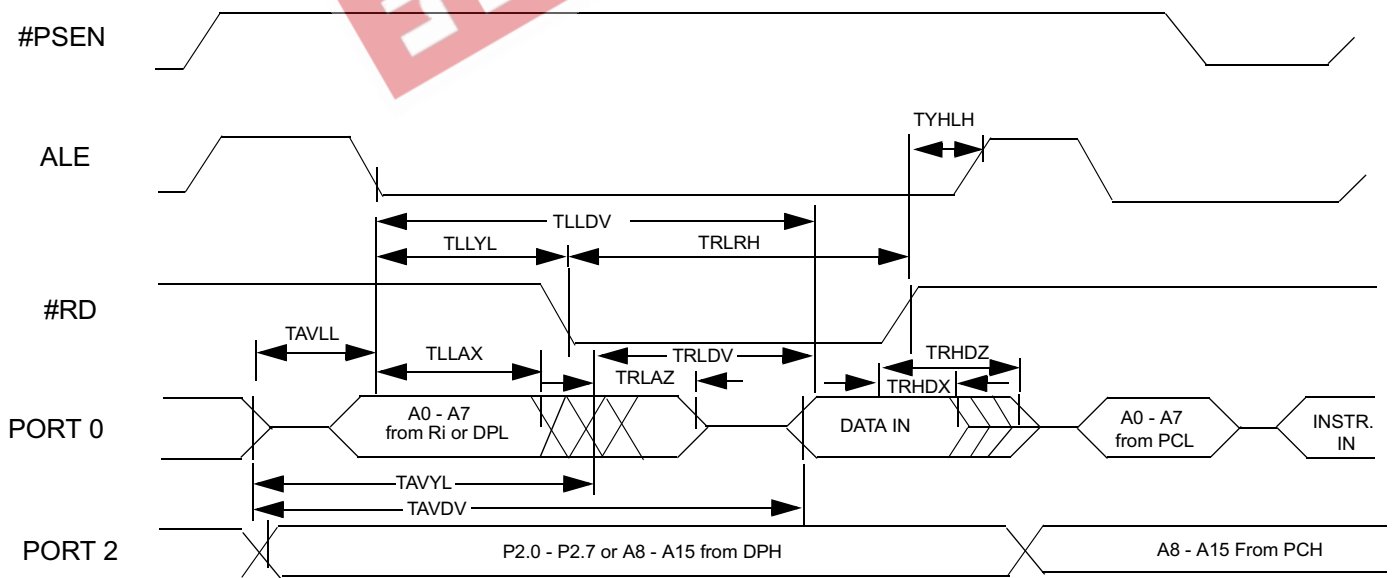 #PSEN
TYHLH
ALE
TLLDV
TLLYL
TRLRH
#RD
TAVLL
TLLAX
TRLDV
TRHDZ
TRLAZ
TRHDX
PORT 0
A0 - A7
from Ri or DPL
DATA IN
A0 - A7
from PCL
INSTR.
IN
TAVYL
TAVDV
PORT 2
P2.0 - P2.7 or A8 - A15 from DPH
A8 - A15 From PCH